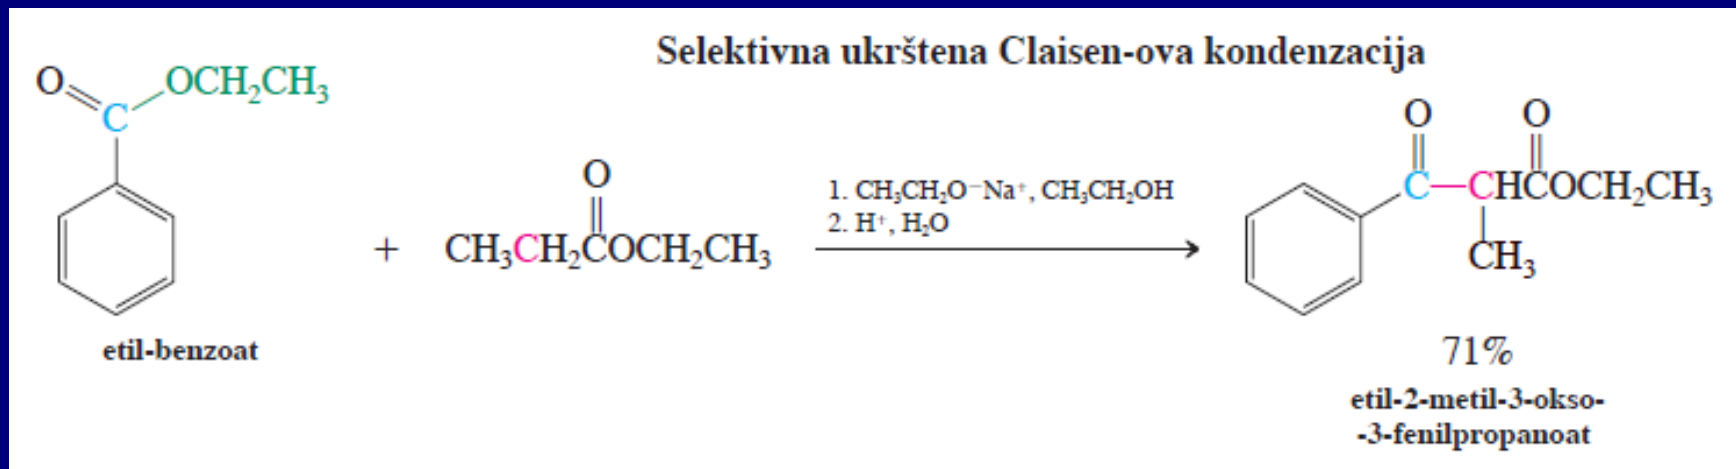 Selektivna ukrštena Claisen-ova kondenzacija
O
OCH₂CH₃
C
etil-benzoat
+
O
CH₃CH₂COCH₂CH₃
1. CH₃CH₂O⁻Na⁺, CH₃CH₂OH
2. H⁺, H₂O
O O
C—CHCOCH₂CH₃
CH₃
71%
etil-2-metil-3-okso-
-3-fenilpropanoat